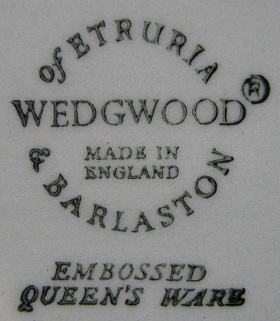 of ETRURIA
WEDGWOOD®
MADE IN
ENGLAND
& BARLASTON
EMBOSSED
QUEEN'S WARE